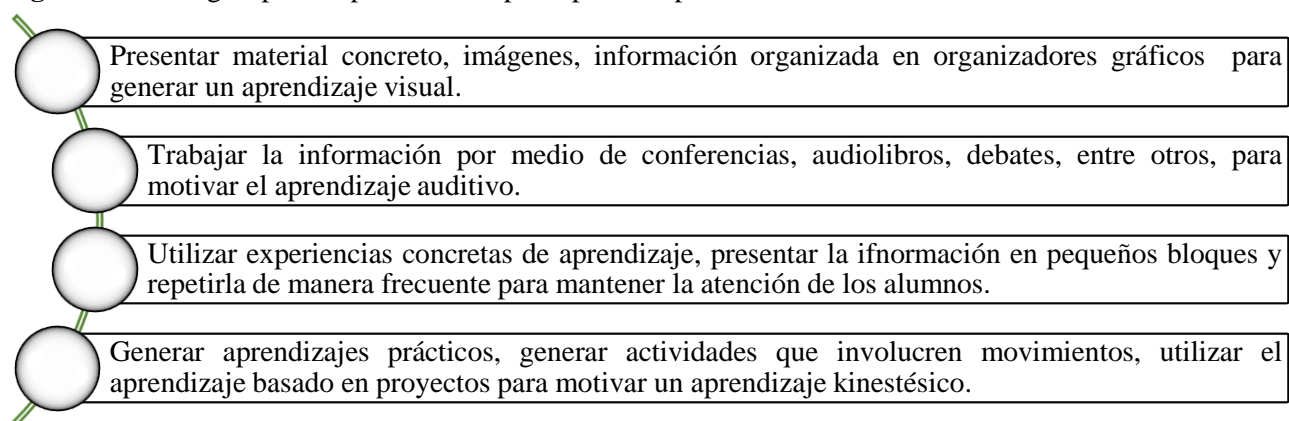 Presentar material concreto, imágenes, información organizada en organizadores gráficos para
generar un aprendizaje visual.
Trabajar la información por medio de conferencias, audiolibros, debates, entre otros, para
motivar el aprendizaje auditivo.
Utilizar experiencias concretas de aprendizaje, presentar la ifnormación en pequeños bloques y
repetirla de manera frecuente para mantener la atención de los alumnos.
Generar aprendizajes prácticos, generar actividades que involucren movimientos, utilizar el
aprendizaje basado en proyectos para motivar un aprendizaje kinestésico.